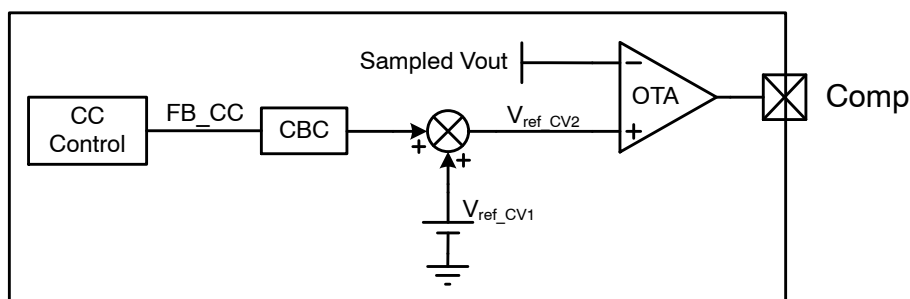 Sampled Vout
−
OTA
+
Comp
CC
Control
FB_CC
CBC
+
+
V_ref_CV2
V_ref_CV1